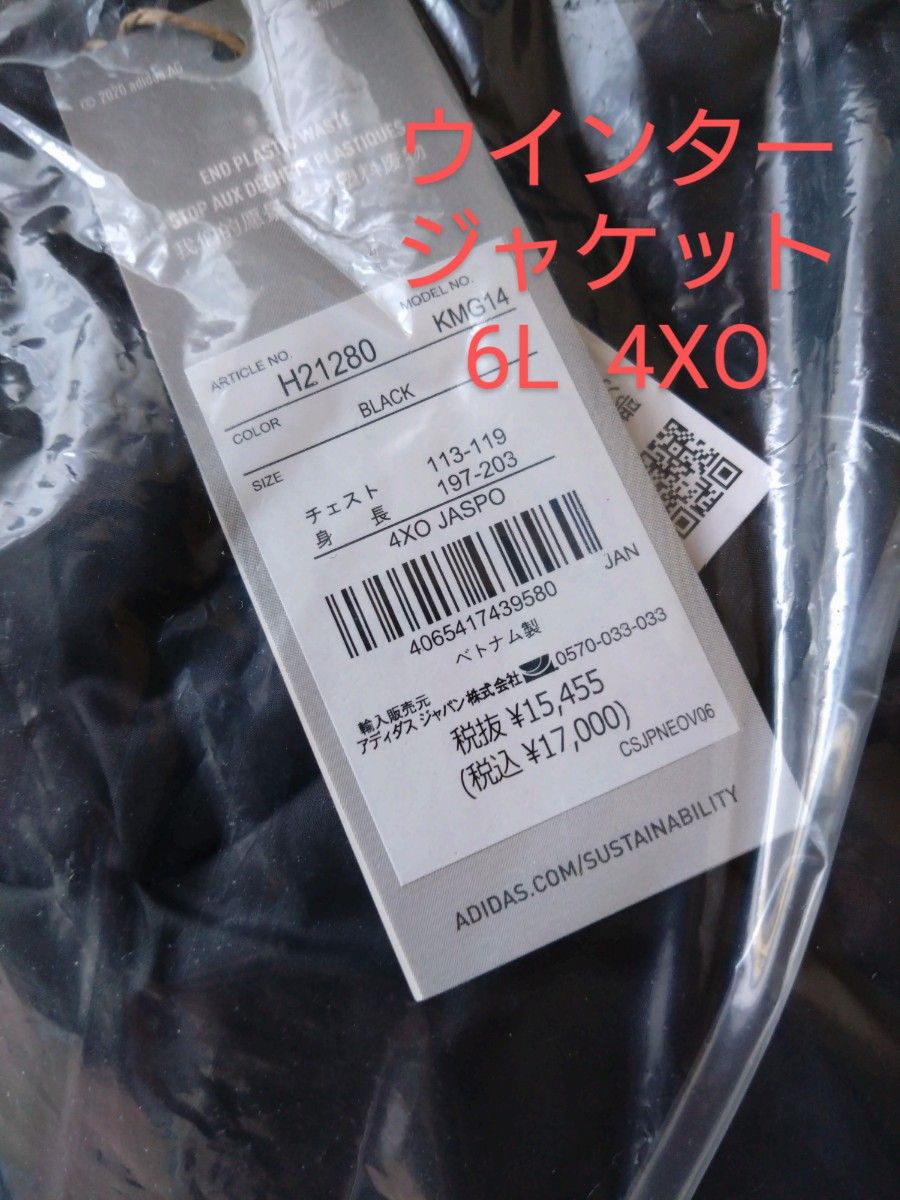 © 2020 adidas AG
END PLASTIC WASTE
STOP AUX DÉCHETS PLASTIQUES
ウインター
ジャケット
6L 4XO
ARTICLE NO.
H21280
MODEL NO.
KMG14
COLOR
BLACK
SIZE
チェスト 113-119
身長 197-203
4XO JASPO
JAN
4065417439580
ベトナム製
輸入販売元
アディダス ジャパン株式会社 0570-033-033
税抜 ¥15,455
(税込 ¥17,000)
CSJPNEOV06
ADIDAS.COM/SUSTAINABILITY